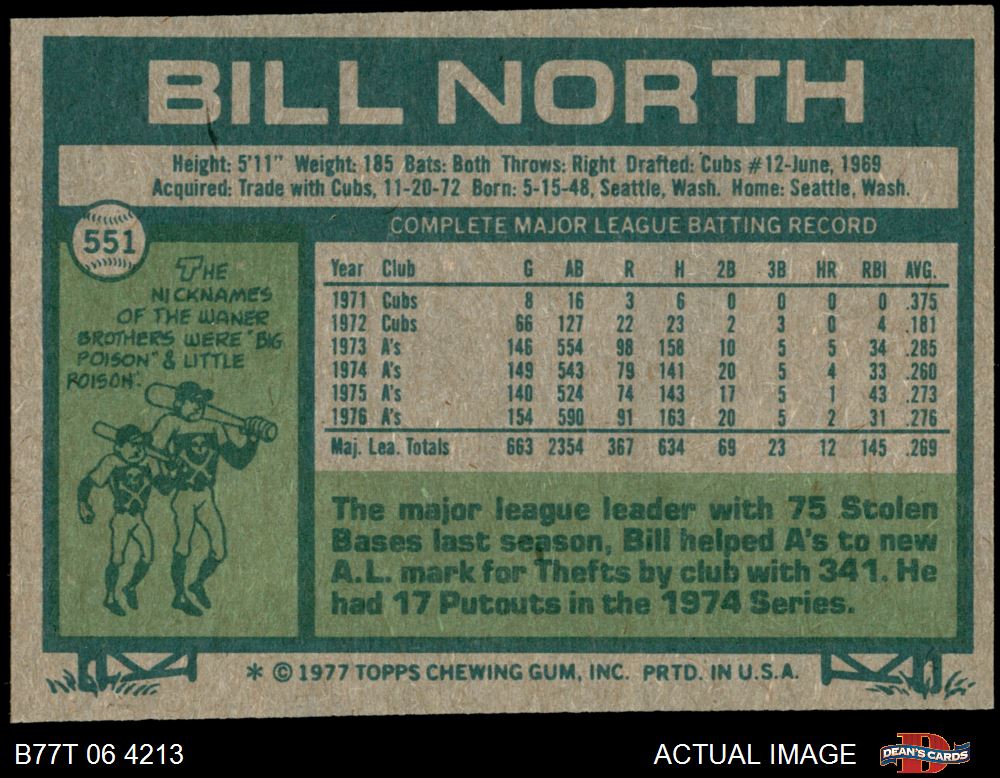 BILL NORTH
Height: 5'11" Weight: 185 Bats: Both Throws: Right Drafted: Cubs #12-June, 1969
Acquired: Trade with Cubs, 11-20-72 Born: 5-15-48, Seattle, Wash. Home: Seattle, Wash.
551
THE
NICKNAMES
OF THE WANER
BROTHERS WERE "BIG
POISON" & LITTLE
POISON".
COMPLETE MAJOR LEAGUE BATTING RECORD
Year Club G AB R H 2B 3B HR RBI AVG.
1971 Cubs 8 16 3 6 0 0 0 0 .375
1972 Cubs 66 127 22 23 2 3 0 4 .181
1973 A's 146 554 98 158 10 5 5 34 .285
1974 A's 149 543 79 141 20 5 4 33 .260
1975 A's 140 524 74 143 17 5 1 43 .273
1976 A's 154 590 91 163 20 5 2 31 .276
Maj. Lea. Totals 663 2354 367 634 69 23 12 145 .269
The major league leader with 75 Stolen
Bases last season, Bill helped A's to new
A.L. mark for Thefts by club with 341. He
had 17 Putouts in the 1974 Series.
* © 1977 TOPPS CHEWING GUM, INC. PRTD. IN U.S.A.
B77T 06 4213
ACTUAL IMAGE
DEAN'S CARDS